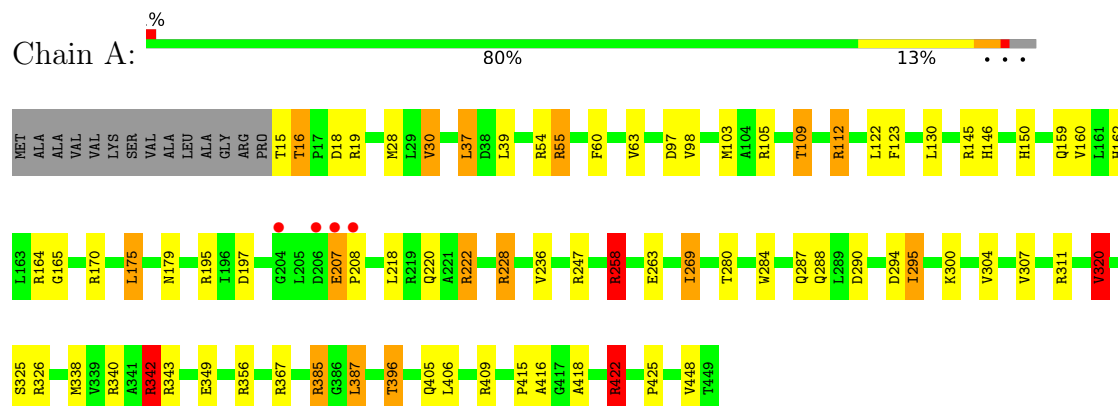 %
Chain A:
80% 13% . . .
MET ALA ALA VAL VAL LYS SER VAL ALA LEU ALA GLY ARG PRO T15 T16 P17 D18 R19 M28 L29 V30 L37 D38 L39 R54 R55 F60 V63 D97 V98 M103 A104 R105 T109 R112 L122 F123 L130 R145 H146 H150 Q159 V160 L161 H162
L163 R164 G165 R170 L175 N179 R195 I196 D197 G204 L205 D206 E207 P208 L218 R219 Q220 A221 R222 R228 V236 R247 R258 E263 I269 T280 W284 Q287 Q288 L289 D290 D294 I295 K300 V304 V307 R311 V320
S325 R326 M338 V339 R340 A341 R342 R343 E349 R356 R367 R385 G386 L387 T396 Q405 L406 R409 P415 A416 G417 A418 R422 P425 V448 T449